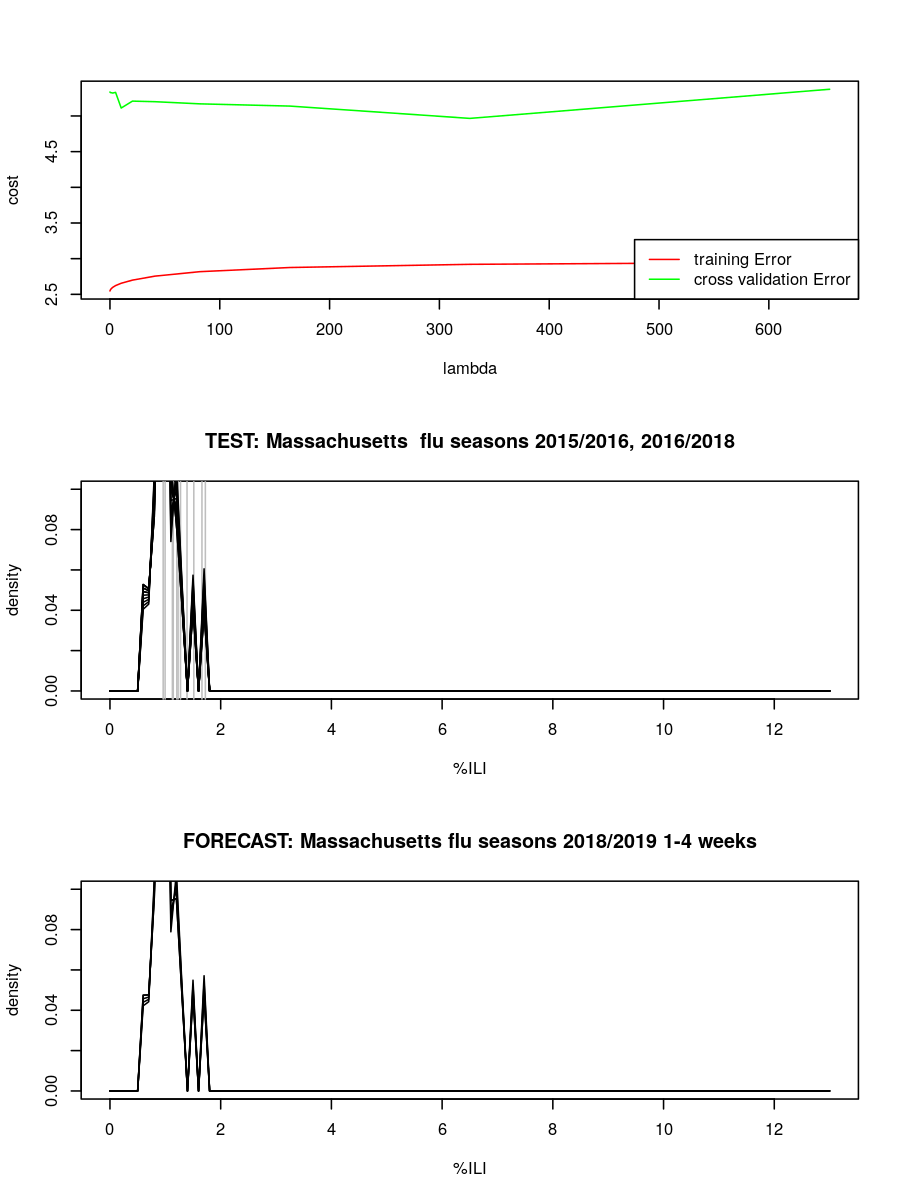 cost
2.5 3.5 4.5
training Error
cross validation Error
0 100 200 300 400 500 600
lambda
TEST: Massachusetts  flu seasons 2015/2016, 2016/2018
density
0.00 0.04 0.08
0 2 4 6 8 10 12
%ILI
FORECAST: Massachusetts flu seasons 2018/2019 1-4 weeks
density
0.00 0.04 0.08
0 2 4 6 8 10 12
%ILI